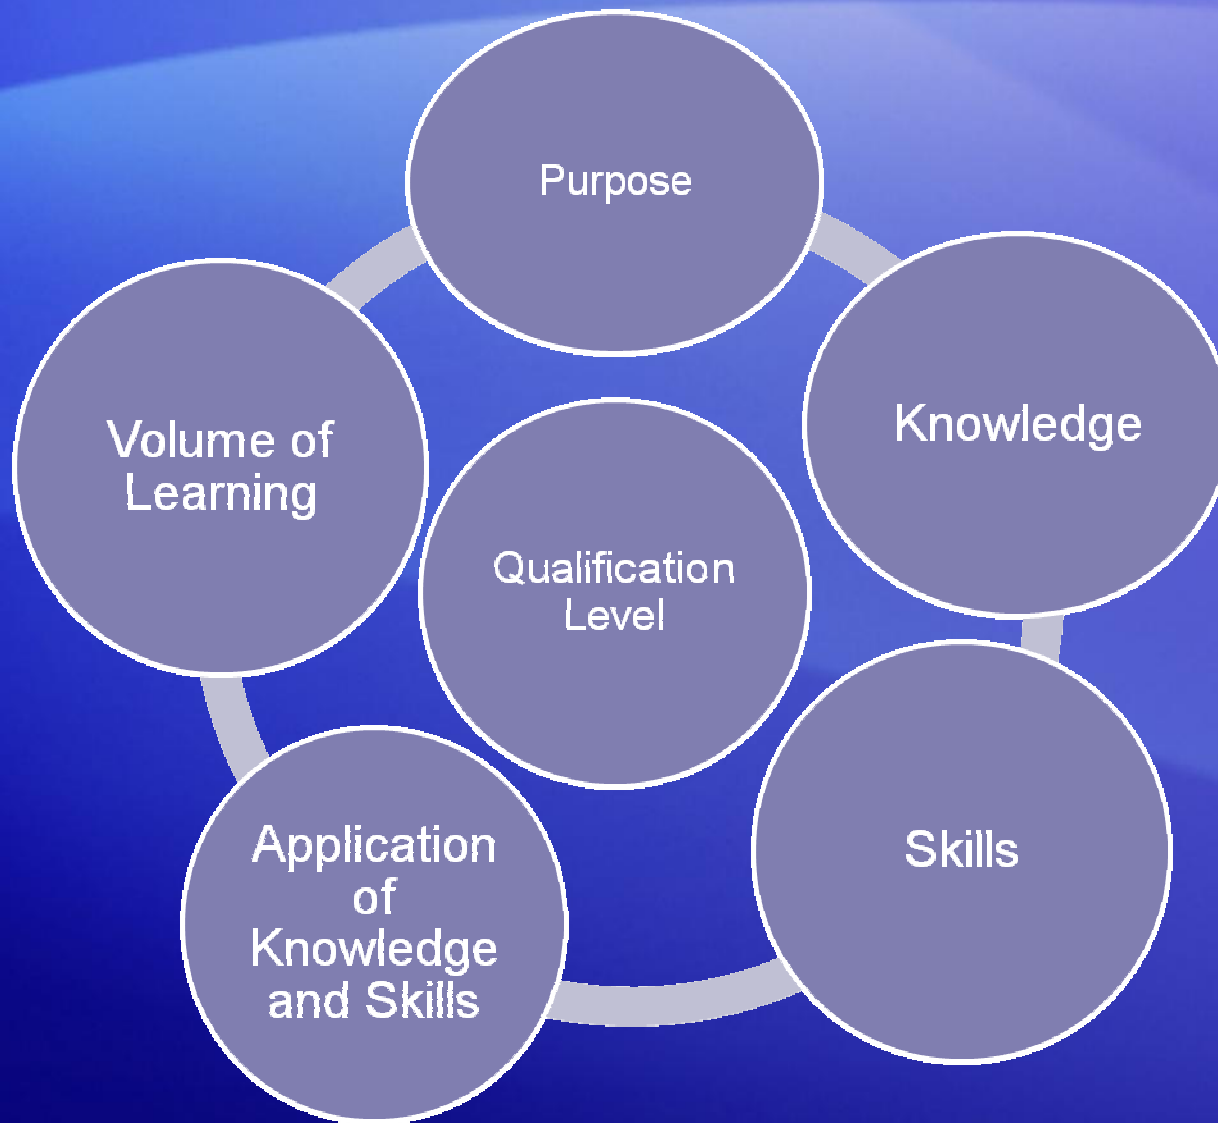 Purpose
Knowledge
Volume of
Learning
Qualification
Level
Skills
Application
of
Knowledge
and Skills